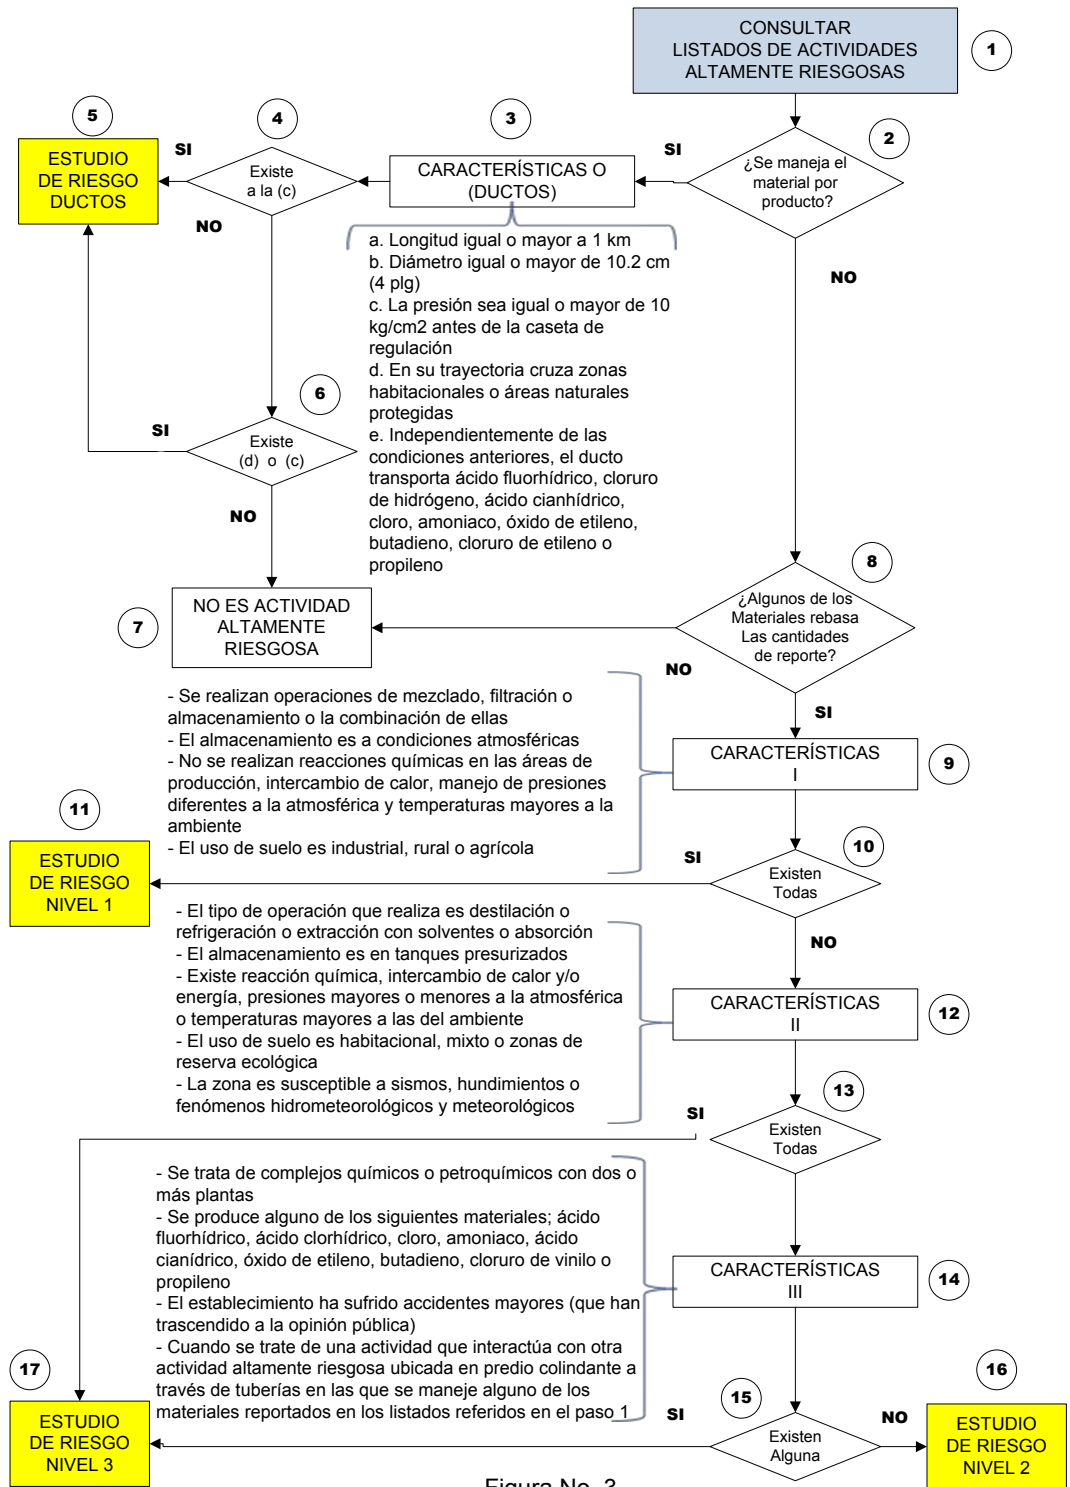 CONSULTAR
LISTADOS DE ACTIVIDADES
ALTAMENTE RIESGOSAS
1
2
¿Se maneja el
material por
producto?
SI
NO
3
CARACTERÍSTICAS O
(DUCTOS)
4
Existe
a la (c)
SI
NO
5
ESTUDIO
DE RIESGO
DUCTOS
a. Longitud igual o mayor a 1 km
b. Diámetro igual o mayor de 10.2 cm
(4 plg)
c. La presión sea igual o mayor de 10
kg/cm2 antes de la caseta de
regulación
d. En su trayectoria cruza zonas
habitacionales o áreas naturales
protegidas
e. Independientemente de las
condiciones anteriores, el ducto
transporta ácido fluorhídrico, cloruro
de hidrógeno, ácido cianhídrico,
cloro, amoniaco, óxido de etileno,
butadieno, cloruro de etileno o
propileno
6
Existe
(d) o (c)
SI
NO
7
NO ES ACTIVIDAD
ALTAMENTE
RIESGOSA
8
¿Algunos de los
Materiales rebasa
Las cantidades
de reporte?
NO
SI
- Se realizan operaciones de mezclado, filtración o
almacenamiento o la combinación de ellas
- El almacenamiento es a condiciones atmosféricas
- No se realizan reacciones químicas en las áreas de
producción, intercambio de calor, manejo de presiones
diferentes a la atmosférica y temperaturas mayores a la
ambiente
- El uso de suelo es industrial, rural o agrícola
CARACTERÍSTICAS
I
9
10
Existen
Todas
SI
NO
11
ESTUDIO
DE RIESGO
NIVEL 1
- El tipo de operación que realiza es destilación o
refrigeración o extracción con solventes o absorción
- El almacenamiento es en tanques presurizados
- Existe reacción química, intercambio de calor y/o
energía, presiones mayores o menores a la atmosférica
o temperaturas mayores a las del ambiente
- El uso de suelo es habitacional, mixto o zonas de
reserva ecológica
- La zona es susceptible a sismos, hundimientos o
fenómenos hidrometeorológicos y meteorológicos
CARACTERÍSTICAS
II
12
13
Existen
Todas
SI
- Se trata de complejos químicos o petroquímicos con dos o
más plantas
- Se produce alguno de los siguientes materiales; ácido
fluorhídrico, ácido clorhídrico, cloro, amoniaco, ácido
cianídrico, óxido de etileno, butadieno, cloruro de vinilo o
propileno
- El establecimiento ha sufrido accidentes mayores (que han
trascendido a la opinión pública)
- Cuando se trate de una actividad que interactúa con otra
actividad altamente riesgosa ubicada en predio colindante a
través de tuberías en las que se maneje alguno de los
materiales reportados en los listados referidos en el paso 1
CARACTERÍSTICAS
III
14
15
Existen
Alguna
SI
NO
16
ESTUDIO
DE RIESGO
NIVEL 2
17
ESTUDIO
DE RIESGO
NIVEL 3
Figura No. 3